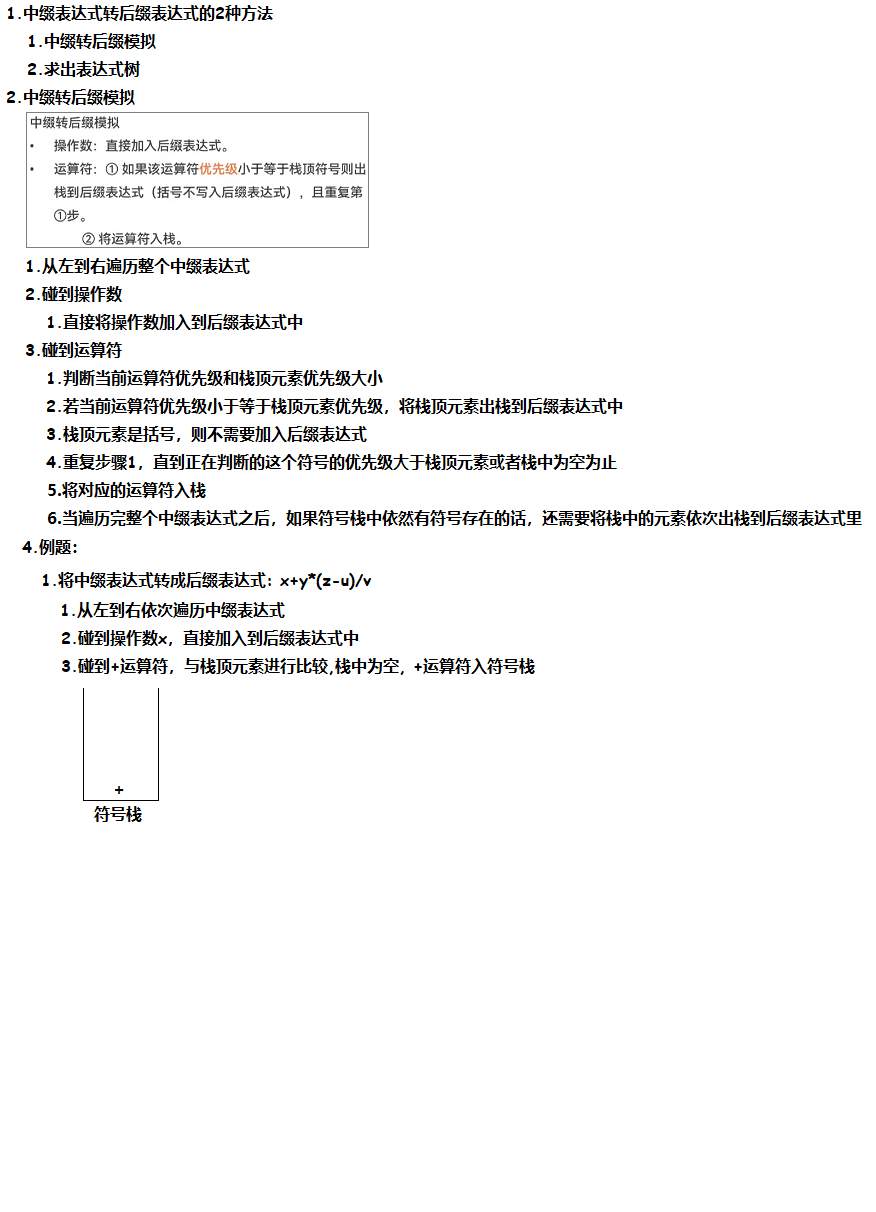 1.中缀表达式转后缀表达式的2种方法
1.中缀转后缀模拟
2.求出表达式树
2.中缀转后缀模拟
中缀转后缀模拟
• 操作数：直接加入后缀表达式。
• 运算符：① 如果该运算符优先级小于等于栈顶符号则出
栈到后缀表达式（括号不写入后缀表达式），且重复第
①步。
② 将运算符入栈。
1.从左到右遍历整个中缀表达式
2.碰到操作数
1.直接将操作数加入到后缀表达式中
3.碰到运算符
1.判断当前运算符优先级和栈顶元素优先级大小
2.若当前运算符优先级小于等于栈顶元素优先级，将栈顶元素出栈到后缀表达式中
3.栈顶元素是括号，则不需要加入后缀表达式
4.重复步骤1，直到正在判断的这个符号的优先级大于栈顶元素或者栈中为空为止
5.将对应的运算符入栈
6.当遍历完整个中缀表达式之后，如果符号栈中依然有符号存在的话，还需要将栈中的元素依次出栈到后缀表达式里
4.例题：
1.将中缀表达式转成后缀表达式：x+y*(z-u)/v
1.从左到右依次遍历中缀表达式
2.碰到操作数x，直接加入到后缀表达式中
3.碰到+运算符，与栈顶元素进行比较,栈中为空，+运算符入符号栈
+
符号栈